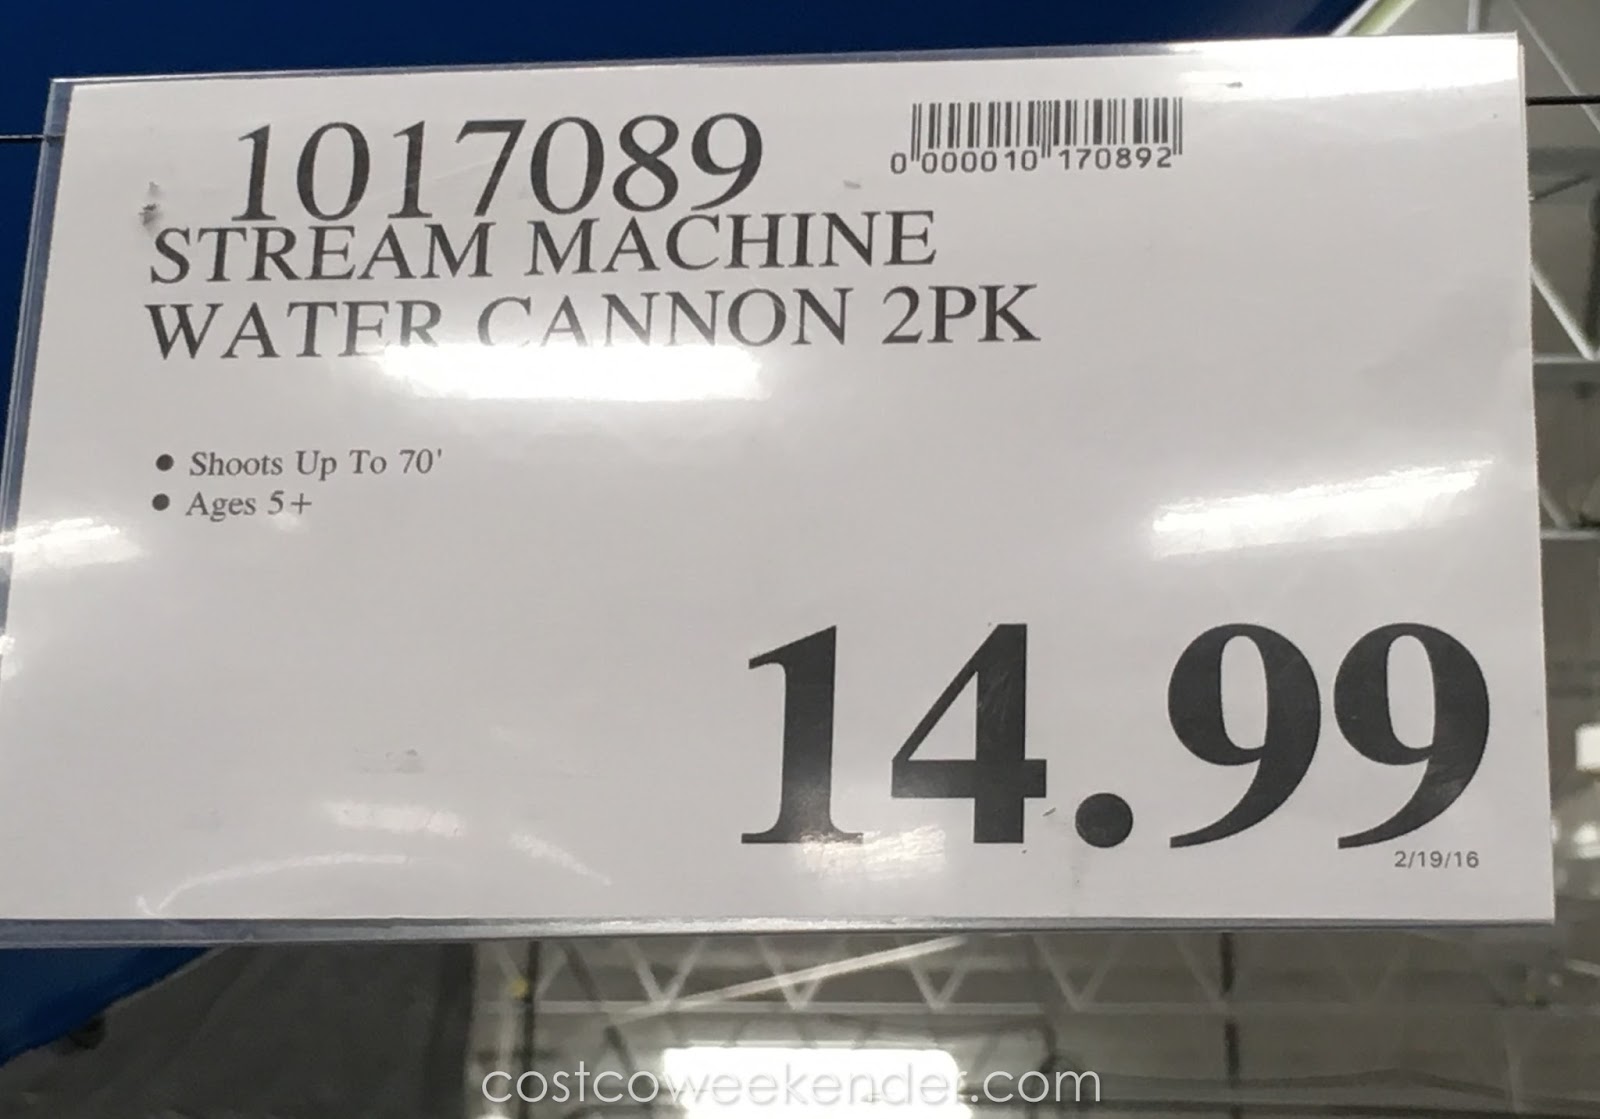 1017089
0 000010 170892
STREAM MACHINE
WATER CANNON 2PK
• Shoots Up To 70'
• Ages 5+
14.99
2/19/16
costcoweekender.com